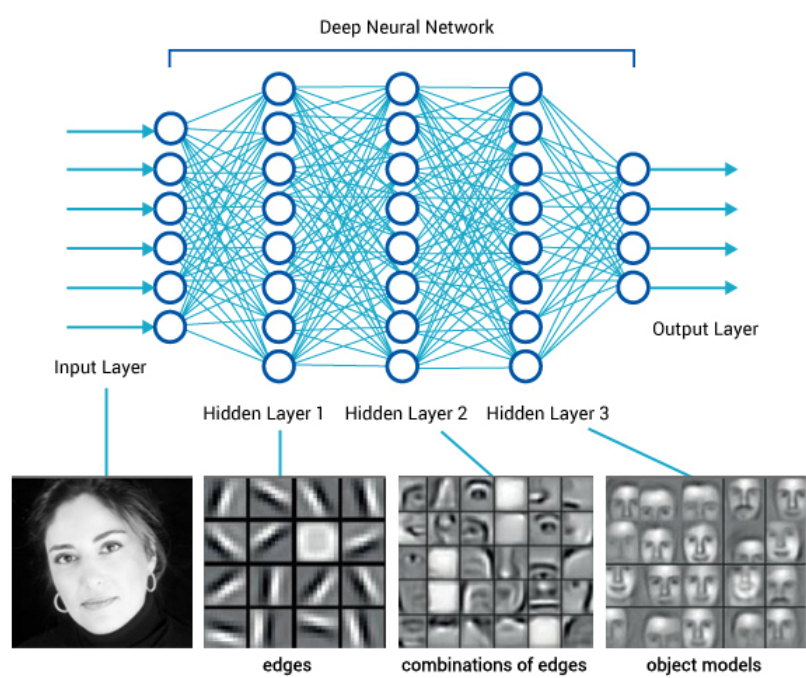 Deep Neural Network
Input Layer
Output Layer
Hidden Layer 1
Hidden Layer 2
Hidden Layer 3
edges
combinations of edges
object models